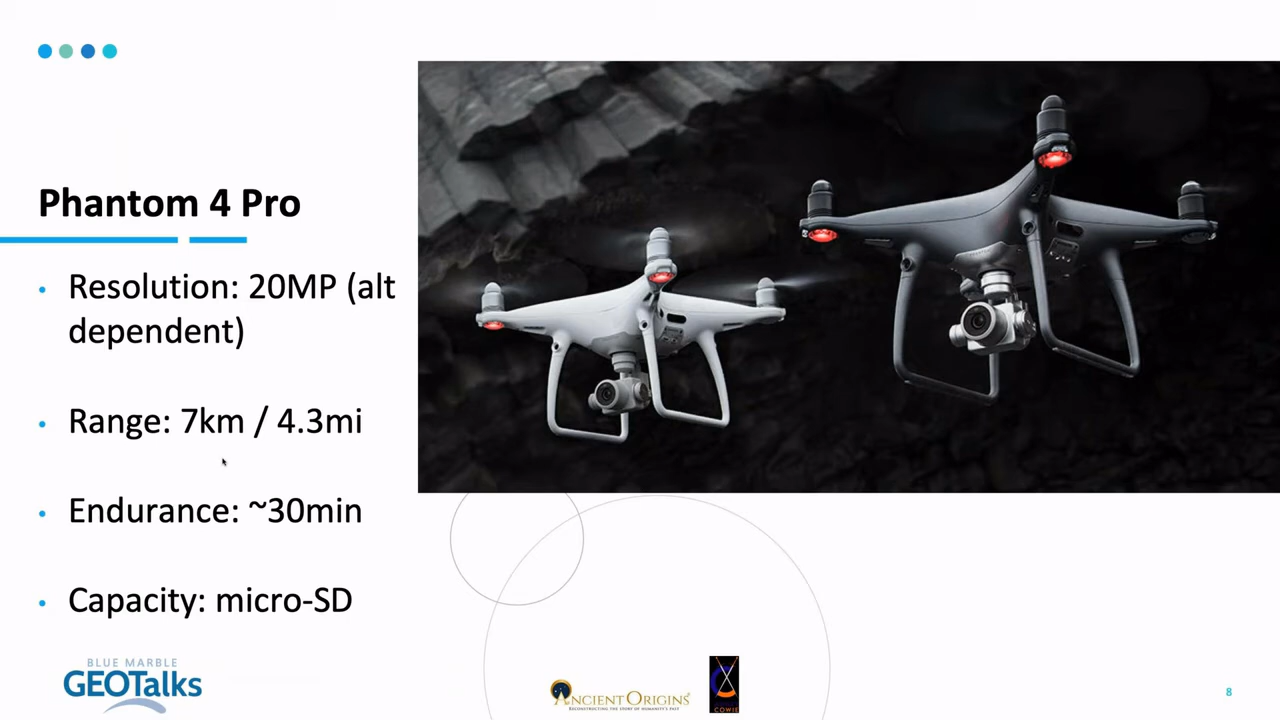 Phantom 4 Pro
• Resolution: 20MP (alt
dependent)
• Range: 7km / 4.3mi
• Endurance: ~30min
• Capacity: micro-SD
BLUE MARBLE
GEOTalks
ANCIENT ORIGINS
RECONSTRUCTING THE STORY OF HUMANITY'S PAST
COWIE
8